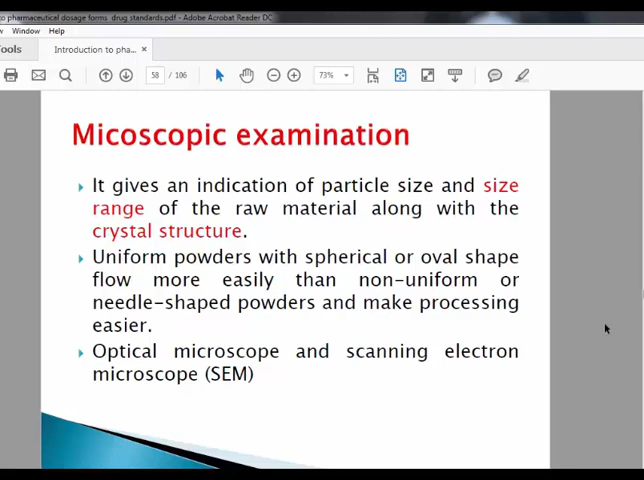 to pharmaceutical dosage forms drug standards.pdf - Adobe Acrobat Reader DC
Window Help
Tools
Introduction to pha... ×
58 / 106
73%
Micoscopic examination
It gives an indication of particle size and size
range of the raw material along with the
crystal structure.
Uniform powders with spherical or oval shape
flow more easily than non-uniform or
needle-shaped powders and make processing
easier.
Optical microscope and scanning electron
microscope (SEM)